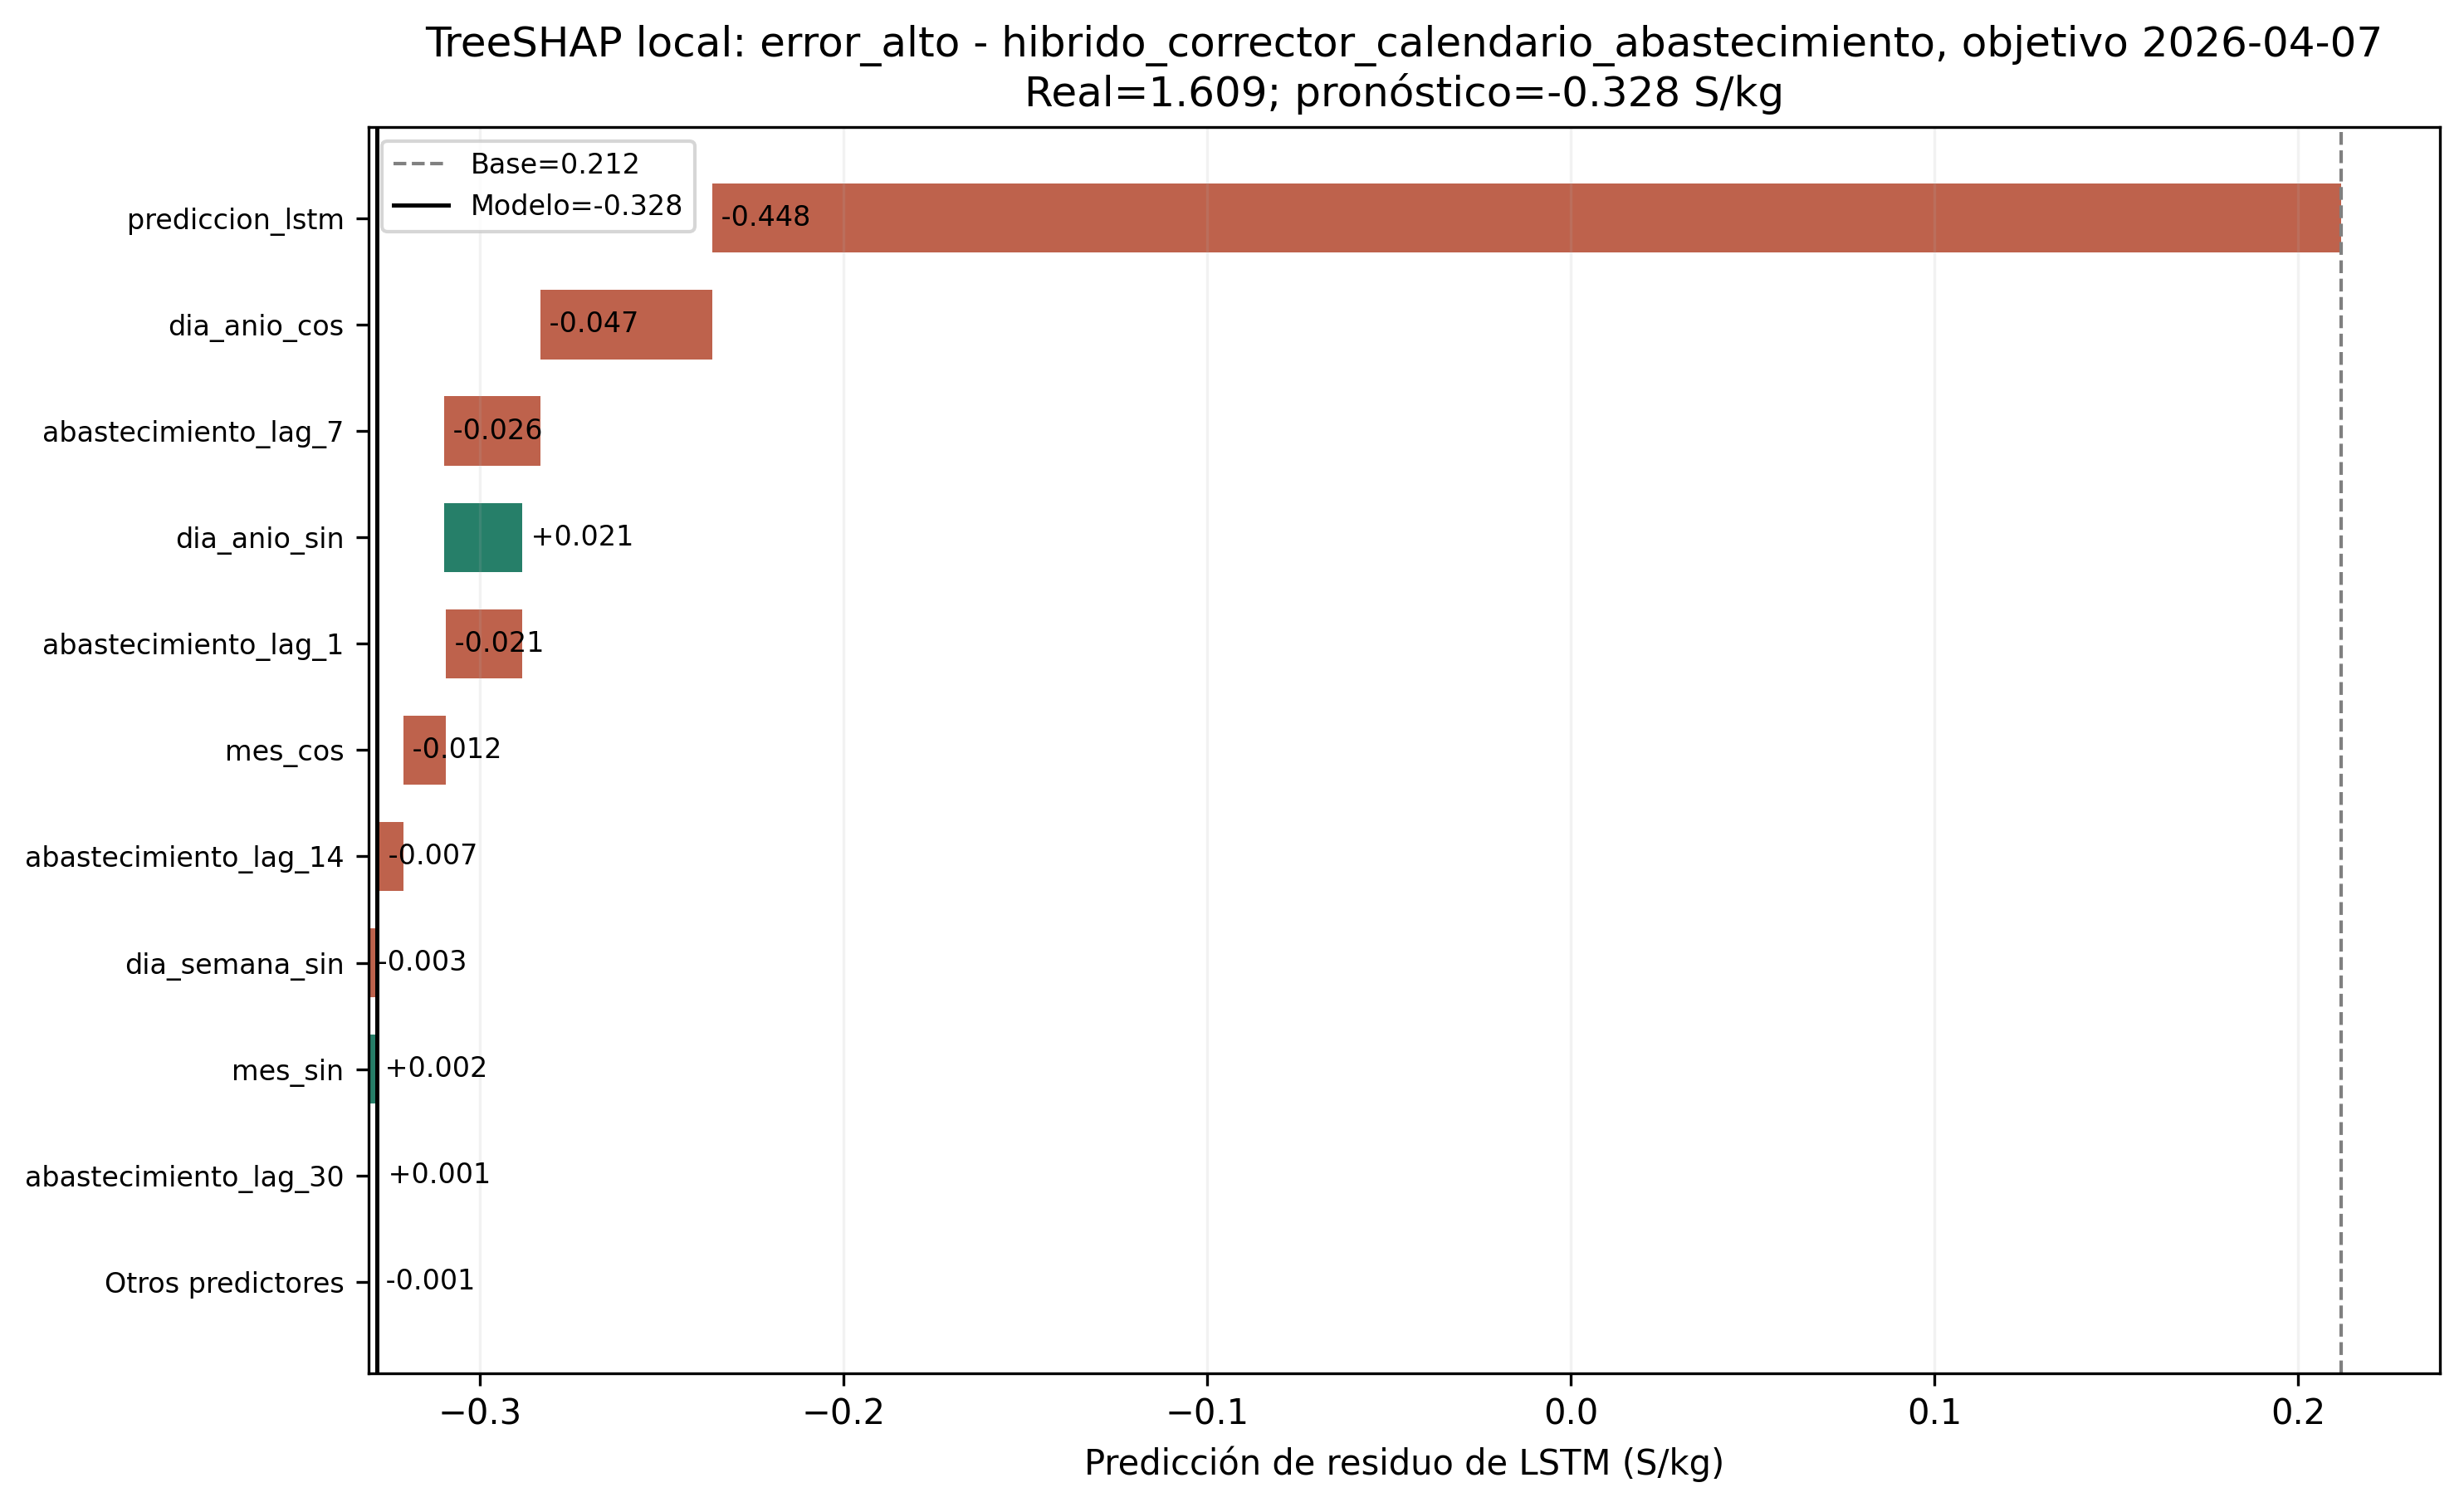 TreeSHAP local: error_alto - hibrido_corrector_calendario_abastecimiento, objetivo 2026-04-07
Real=1.609; pronóstico=-0.328 S/kg
Base=0.212
Modelo=-0.328
prediccion_lstm
-0.448
dia_anio_cos
-0.047
abastecimiento_lag_7
-0.026
dia_anio_sin
+0.021
abastecimiento_lag_1
-0.021
mes_cos
-0.012
abastecimiento_lag_14
-0.007
dia_semana_sin
-0.003
mes_sin
+0.002
abastecimiento_lag_30
+0.001
Otros predictores
-0.001
−0.3 −0.2 −0.1 0.0 0.1 0.2
Predicción de residuo de LSTM (S/kg)